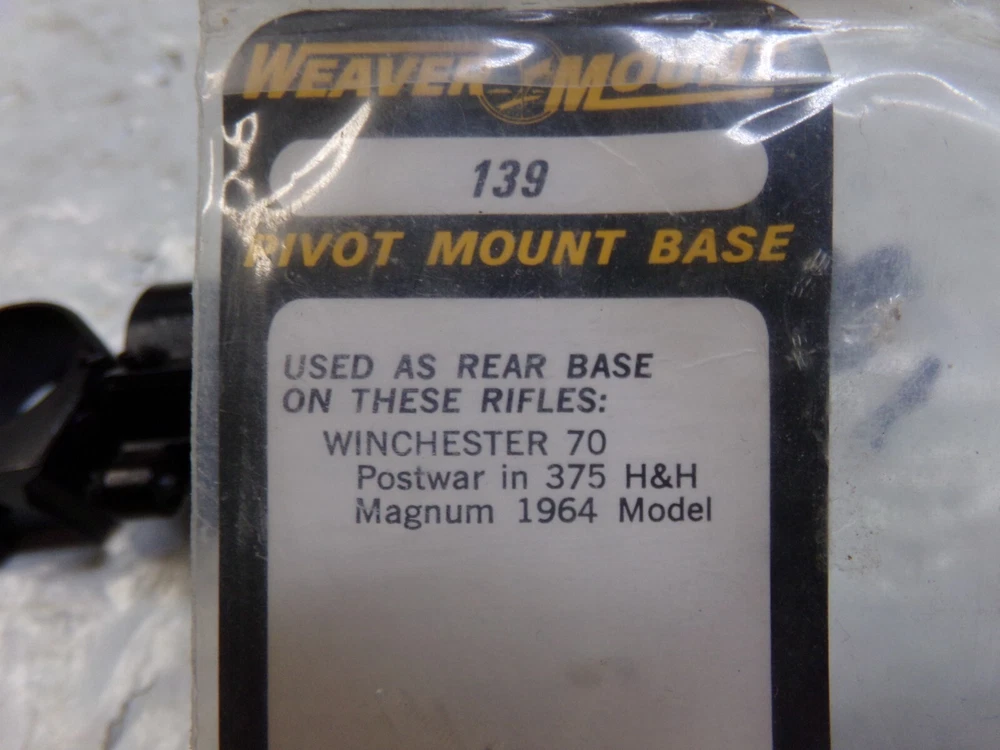 WEAVER MOUNT
139
PIVOT MOUNT BASE
USED AS REAR BASE
ON THESE RIFLES:
WINCHESTER 70
Postwar in 375 H&H
Magnum 1964 Model